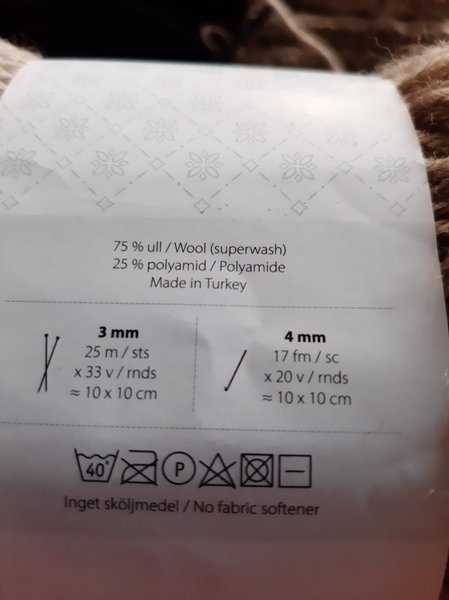 75 % ull / Wool (superwash)
25 % polyamid / Polyamide
Made in Turkey
3 mm
25 m / sts
x 33 v / rnds
≈ 10 x 10 cm
4 mm
17 fm / sc
x 20 v / rnds
≈ 10 x 10 cm
40° P
Inget sköljmedel / No fabric softener